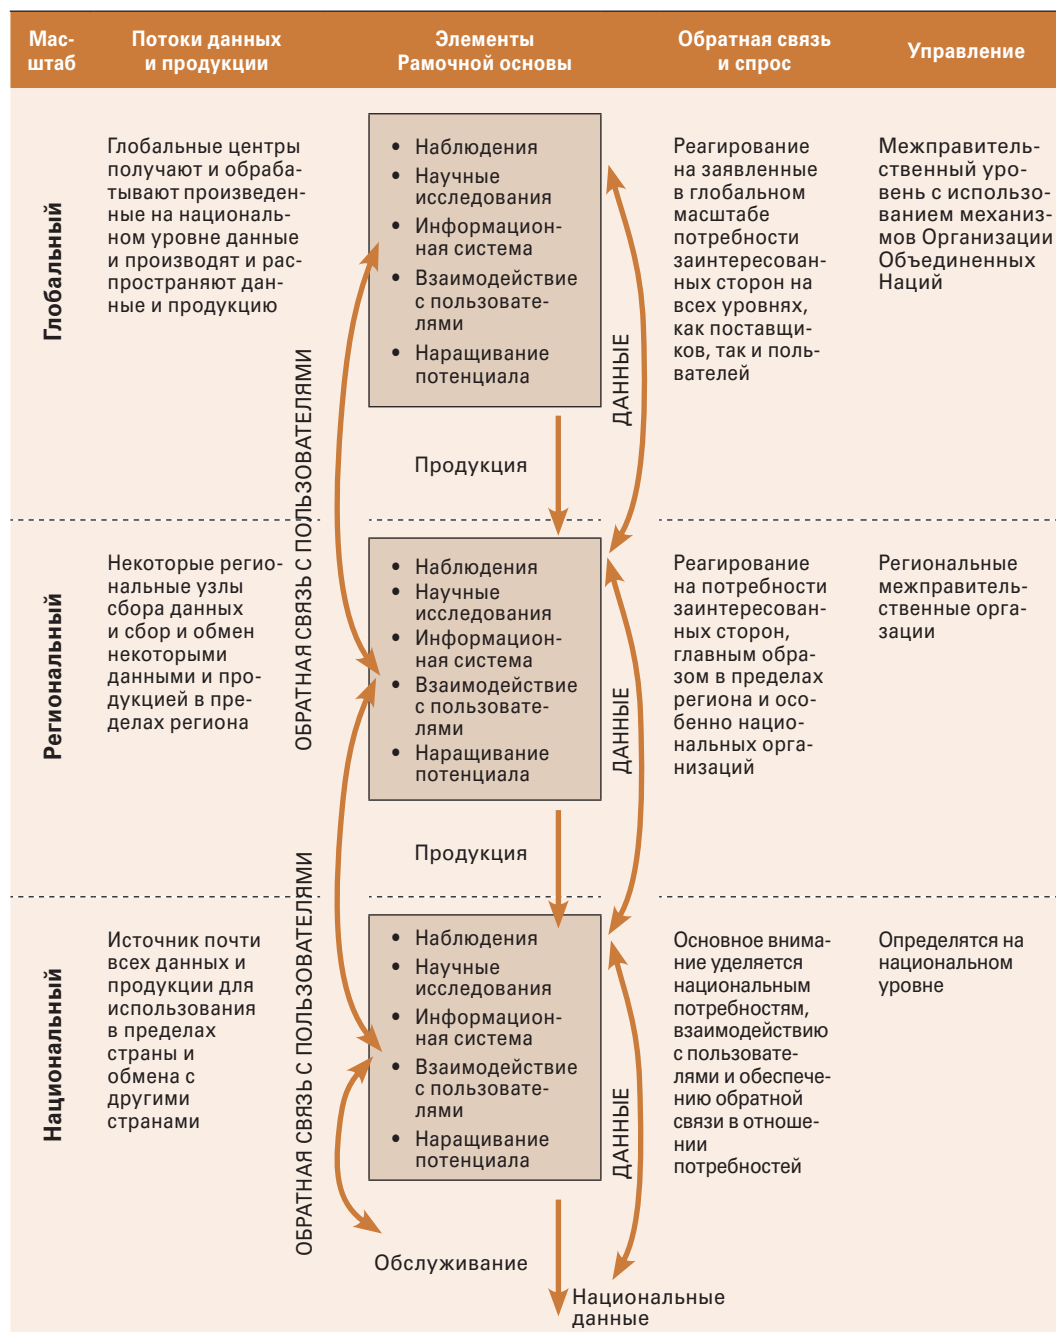 Мас-
штаб
Потоки данных
и продукции
Элементы
Рамочной основы
Обратная связь
и спрос
Управление
Глобальный
Глобальные центры
получают и обраба-
тывают произведен-
ные на националь-
ном уровне данные
и производят и рас-
пространяют дан-
ные и продукцию
• Наблюдения
• Научные
исследования
• Информацион-
ная система
• Взаимодействие
с пользовате-
лями
• Наращивание
потенциала
Реагирование
на заявленные
в глобальном
масштабе
потребности
заинтересован-
ных сторон на
всех уровнях,
как поставщи-
ков, так и поль-
вателей
Межправитель-
ственный уро-
вень с использо-
ванием механиз-
мов Организации
Объединенных
Наций
ОБРАТНАЯ СВЯЗЬ С ПОЛЬЗОВАТЕЛЯМИ
ДАННЫЕ
Продукция
Региональный
Некоторые регио-
нальные узлы
сбора данных
и сбор и обмен
некоторыми
данными и про-
дукцией в пре-
делах региона
• Наблюдения
• Научные
исследования
• Информацион-
ная система
• Взаимодействие
с пользовате-
лями
• Наращивание
потенциала
ДАННЫЕ
Реагирование
на потребности
заинтересован-
ных сторон,
главным обра-
зом в пределах
региона и осо-
бенно нацио-
нальных орга-
низаций
Региональные
межправитель-
ственные орга-
зации
Продукция
Национальный
Источник почти
всех данных и
продукции для
использования
в пределах
страны и
обмена с
другими
странами
ОБРАТНАЯ СВЯЗЬ С ПОЛЬЗОВАТЕЛЯМИ
• Наблюдения
• Научные
исследования
• Информацион-
ная система
• Взаимодействие
с пользовате-
лями
• Наращивание
потенциала
ДАННЫЕ
Основное внима-
ние уделяется
национальным
потребностям,
взаимодействию
с пользовате-
лями и обеспече-
нию обратной
связи в отноше-
нии
потребностей
Определятся на
национальном
уровне
Обслуживание
Национальные
данные